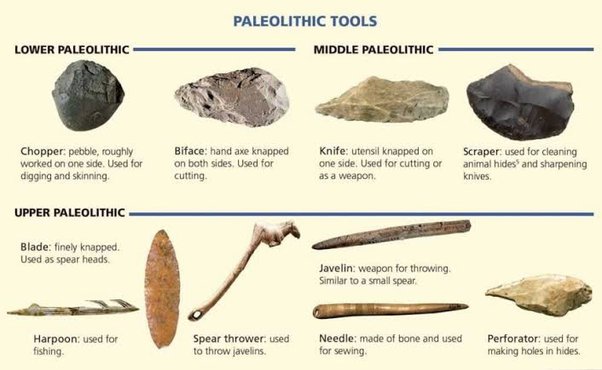 PALEOLITHIC TOOLS
LOWER PALEOLITHIC
MIDDLE PALEOLITHIC
Chopper: pebble, roughly
worked on one side. Used for
digging and skinning.
Biface: hand axe knapped
on both sides. Used for
cutting.
Knife: utensil knapped on
one side. Used for cutting or
as a weapon.
Scraper: used for cleaning
animal hides⁵ and sharpening
knives.
UPPER PALEOLITHIC
Blade: finely knapped.
Used as spear heads.
Harpoon: used for
fishing.
Spear thrower: used
to throw javelins.
Javelin: weapon for throwing.
Similar to a small spear.
Needle: made of bone and used
for sewing.
Perforator: used for
making holes in hides.